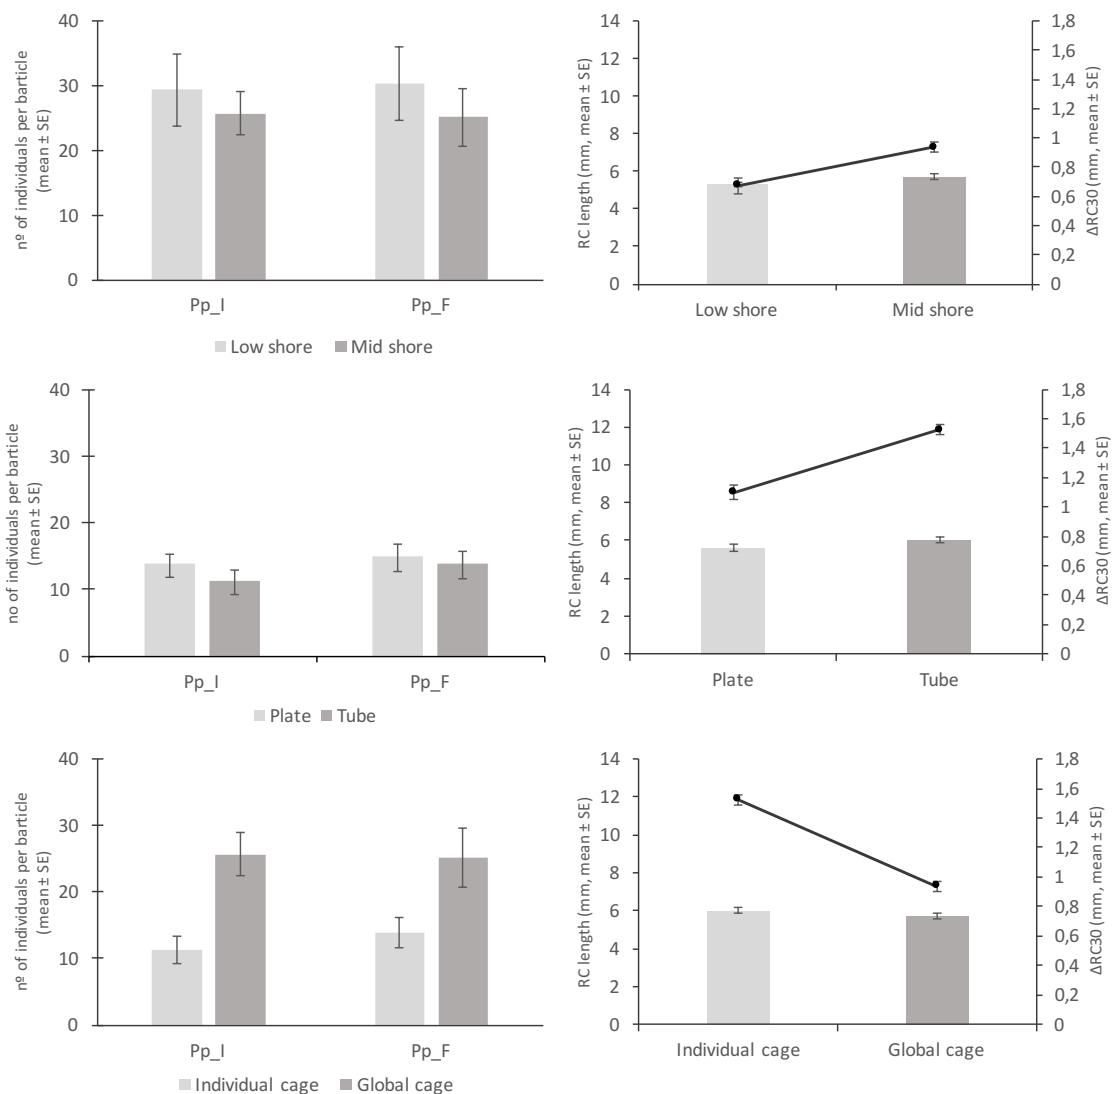 nº of individuals per barticle
(mean ± SE)
40
30
20
10
0
Pp_I
Pp_F
Low shore
Mid shore
RC length (mm, mean ± SE)
14
12
10
8
6
4
2
0
Low shore
Mid shore
1,8
1,6
1,4
1,2
1
0,8
0,6
0,4
0,2
0
ΔRC30 (mm, mean ± SE)
no of individuals per barticle
(mean ± SE)
40
30
20
10
0
Pp_I
Pp_F
Plate
Tube
RC length (mm, mean ± SE)
14
12
10
8
6
4
2
0
Plate
Tube
1,8
1,6
1,4
1,2
1
0,8
0,6
0,4
0,2
0
ΔRC30 (mm, mean ± SE)
nº of individuals per barticle
(mean ± SE)
40
30
20
10
0
Pp_I
Pp_F
Individual cage
Global cage
RC length (mm, mean ± SE)
14
12
10
8
6
4
2
0
Individual cage
Global cage
1,8
1,6
1,4
1,2
1
0,8
0,6
0,4
0,2
0
ΔRC30 (mm, mean ± SE)